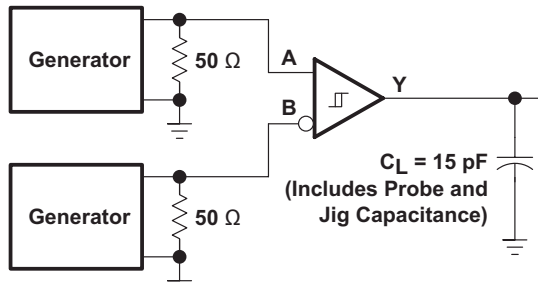 Generator
50 Ω
A
B
Y
Generator
50 Ω
C_L = 15 pF
(Includes Probe and
Jig Capacitance)